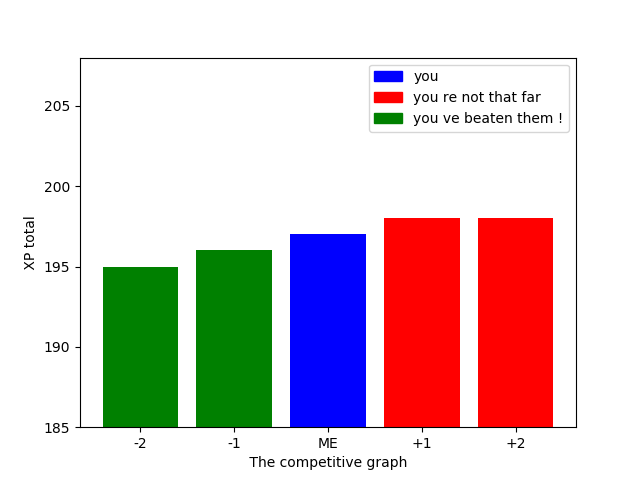 you
you re not that far
you ve beaten them !
205
200
195
190
185
XP total
-2 -1 ME +1 +2
The competitive graph